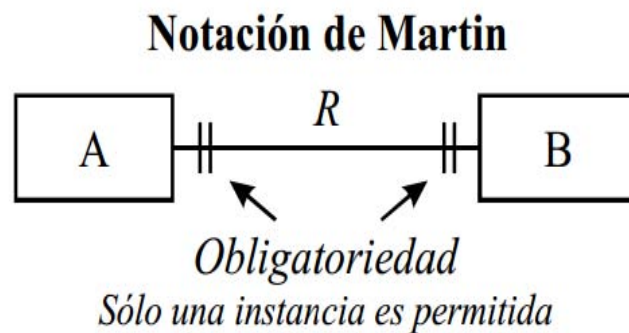 Notación de Martin
R
A
B
Obligatoriedad
Sólo una instancia es permitida